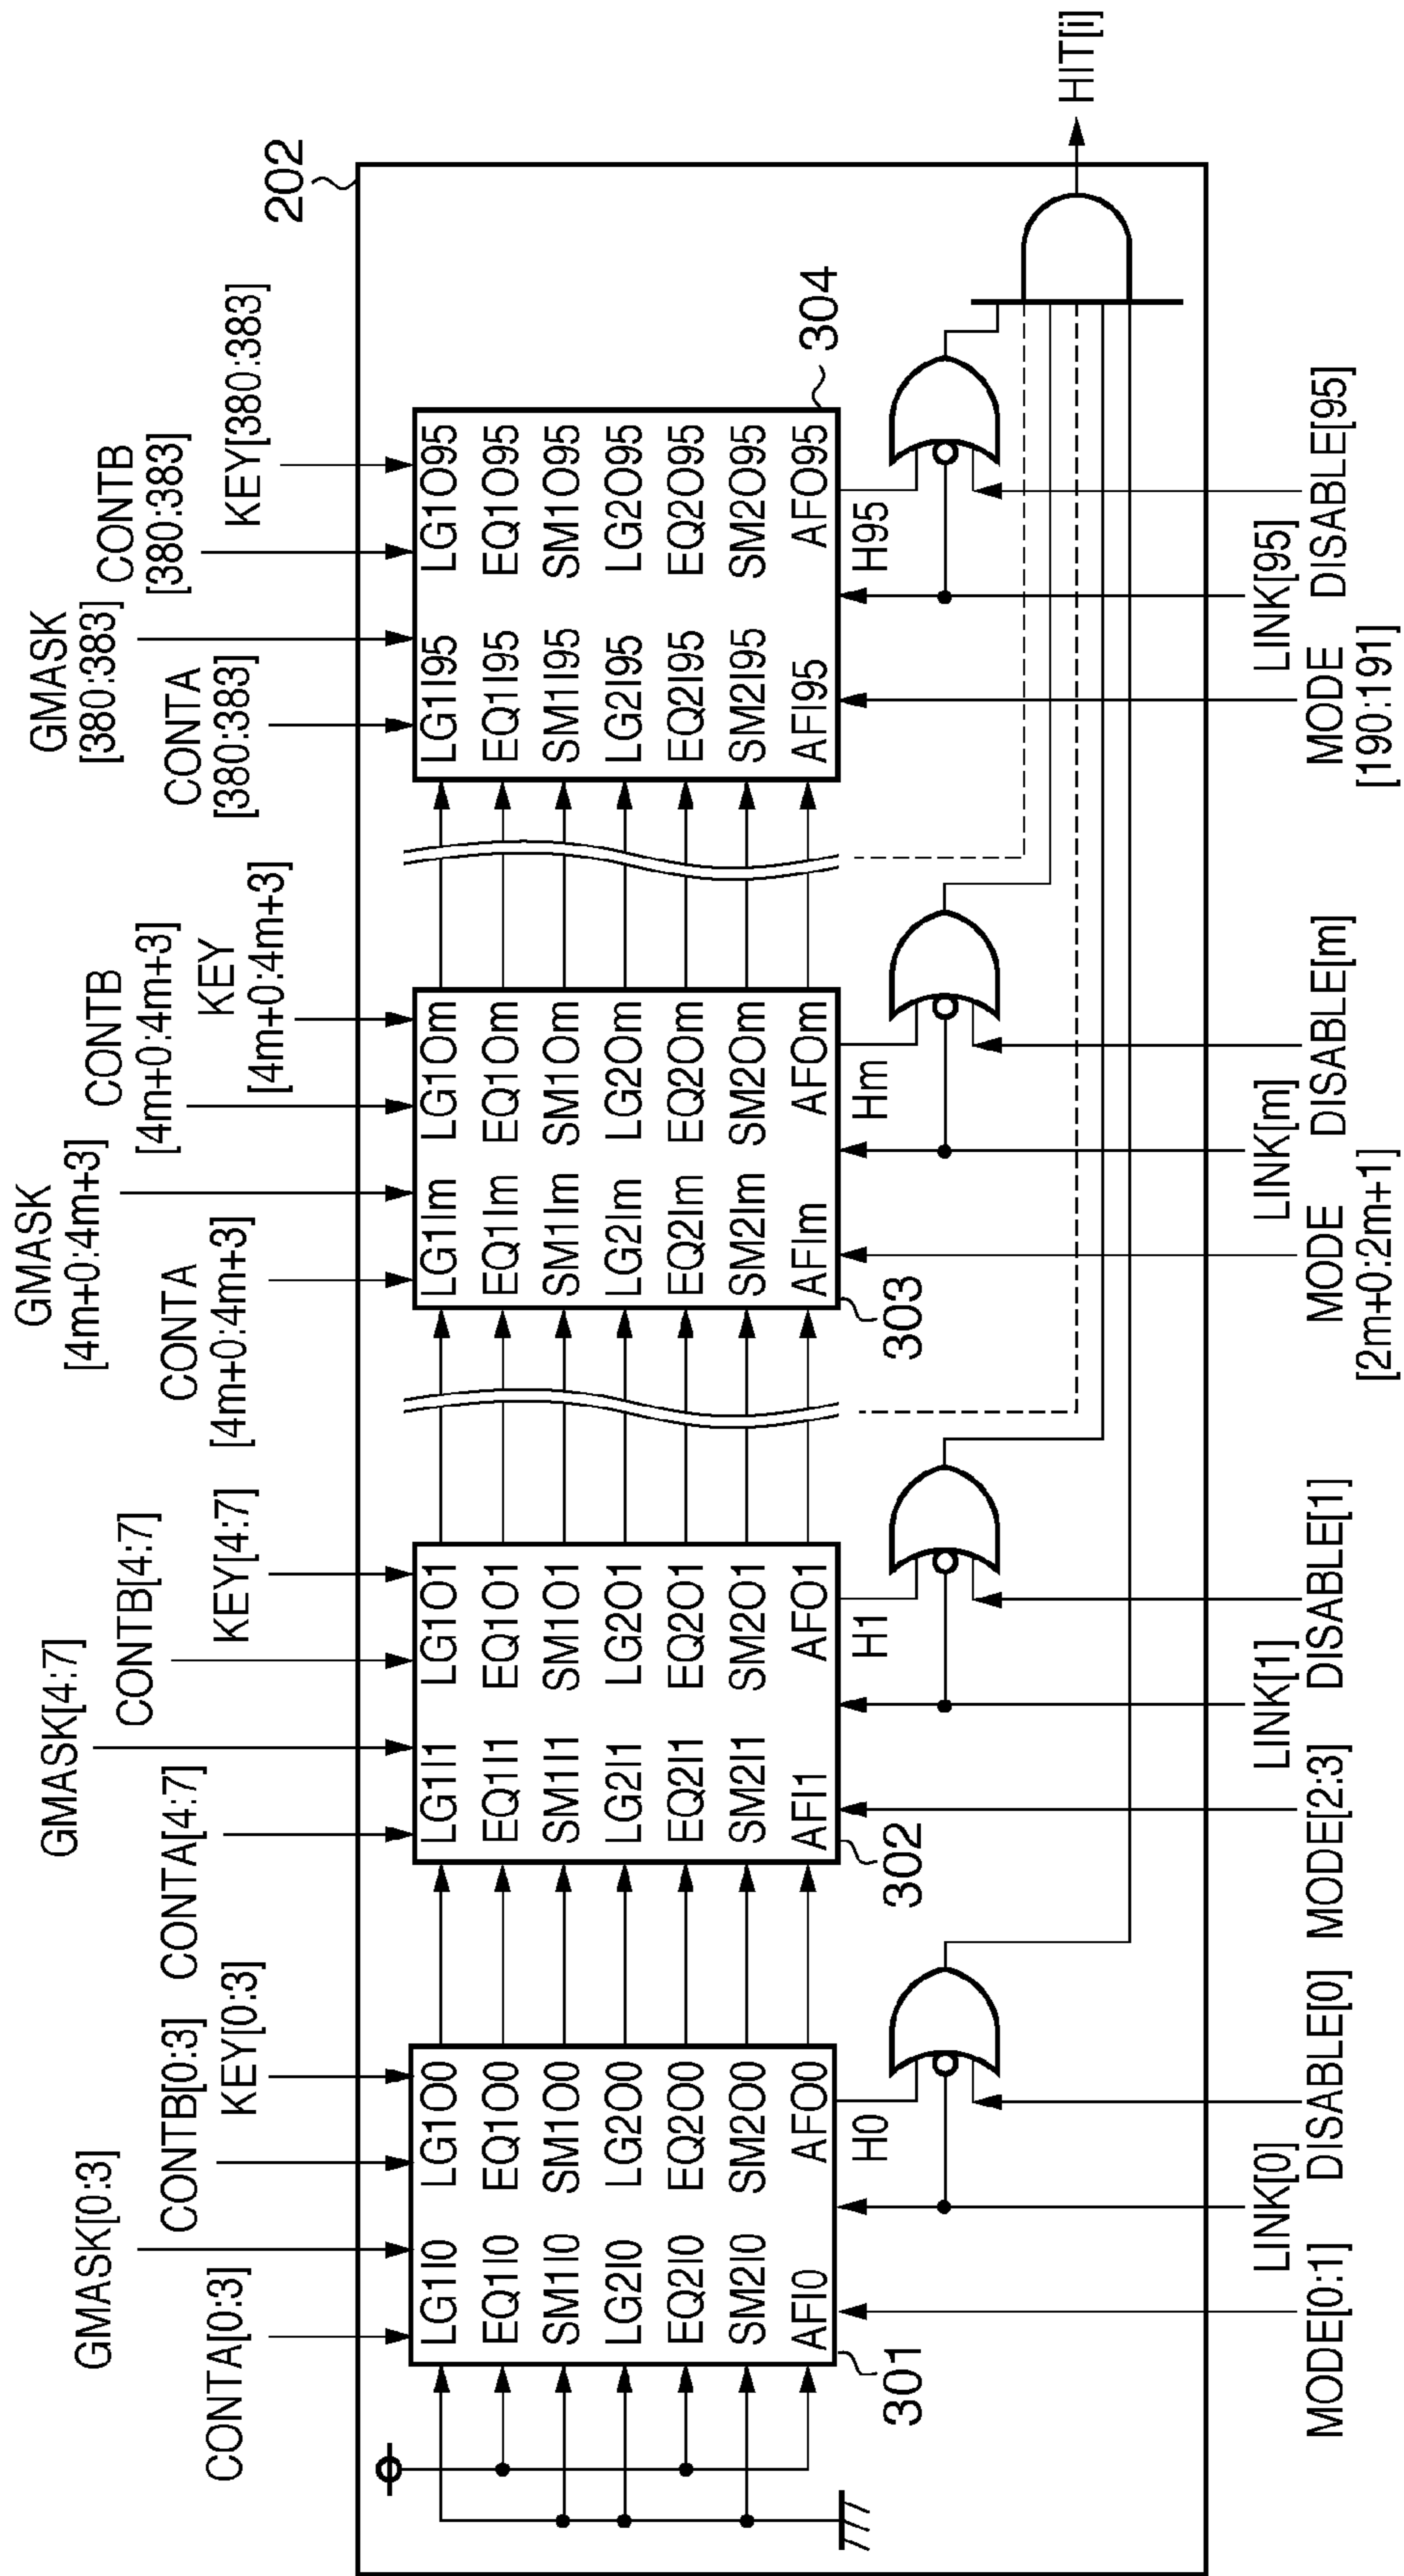 202
HIT[i]
GMASK[0:3]
CONTA[0:3]
CONTB[0:3]
KEY[0:3]
GMASK[4:7]
CONTA[4:7]
CONTB[4:7]
KEY[4:7]
GMASK
[4m+0:4m+3]
CONTA
[4m+0:4m+3]
CONTB
[4m+0:4m+3]
KEY
[4m+0:4m+3]
GMASK
[380:383]
CONTA
[380:383]
CONTB
[380:383]
KEY[380:383]
LG1I0 LG1O0
EQ1I0 EQ1O0
SM1I0 SM1O0
LG2I0 LG2O0
EQ2I0 EQ2O0
SM2I0 SM2O0
AFI0 AFO0
301
H0
LG1I1 LG1O1
EQ1I1 EQ1O1
SM1I1 SM1O1
LG2I1 LG2O1
EQ2I1 EQ2O1
SM2I1 SM2O1
AFI1 AFO1
302
H1
LG1Im LG1Om
EQ1Im EQ1Om
SM1Im SM1Om
LG2Im LG2Om
EQ2Im EQ2Om
SM2Im SM2Om
AFIm AFOm
303
Hm
LG1I95 LG1O95
EQ1I95 EQ1O95
SM1I95 SM1O95
LG2I95 LG2O95
EQ2I95 EQ2O95
SM2I95 SM2O95
AFI95 AFO95
304
H95
MODE[0:1]
LINK[0]
DISABLE[0]
MODE[2:3]
LINK[1]
DISABLE[1]
MODE
[2m+0:2m+1]
LINK[m]
DISABLE[m]
MODE
[190:191]
LINK[95]
DISABLE[95]